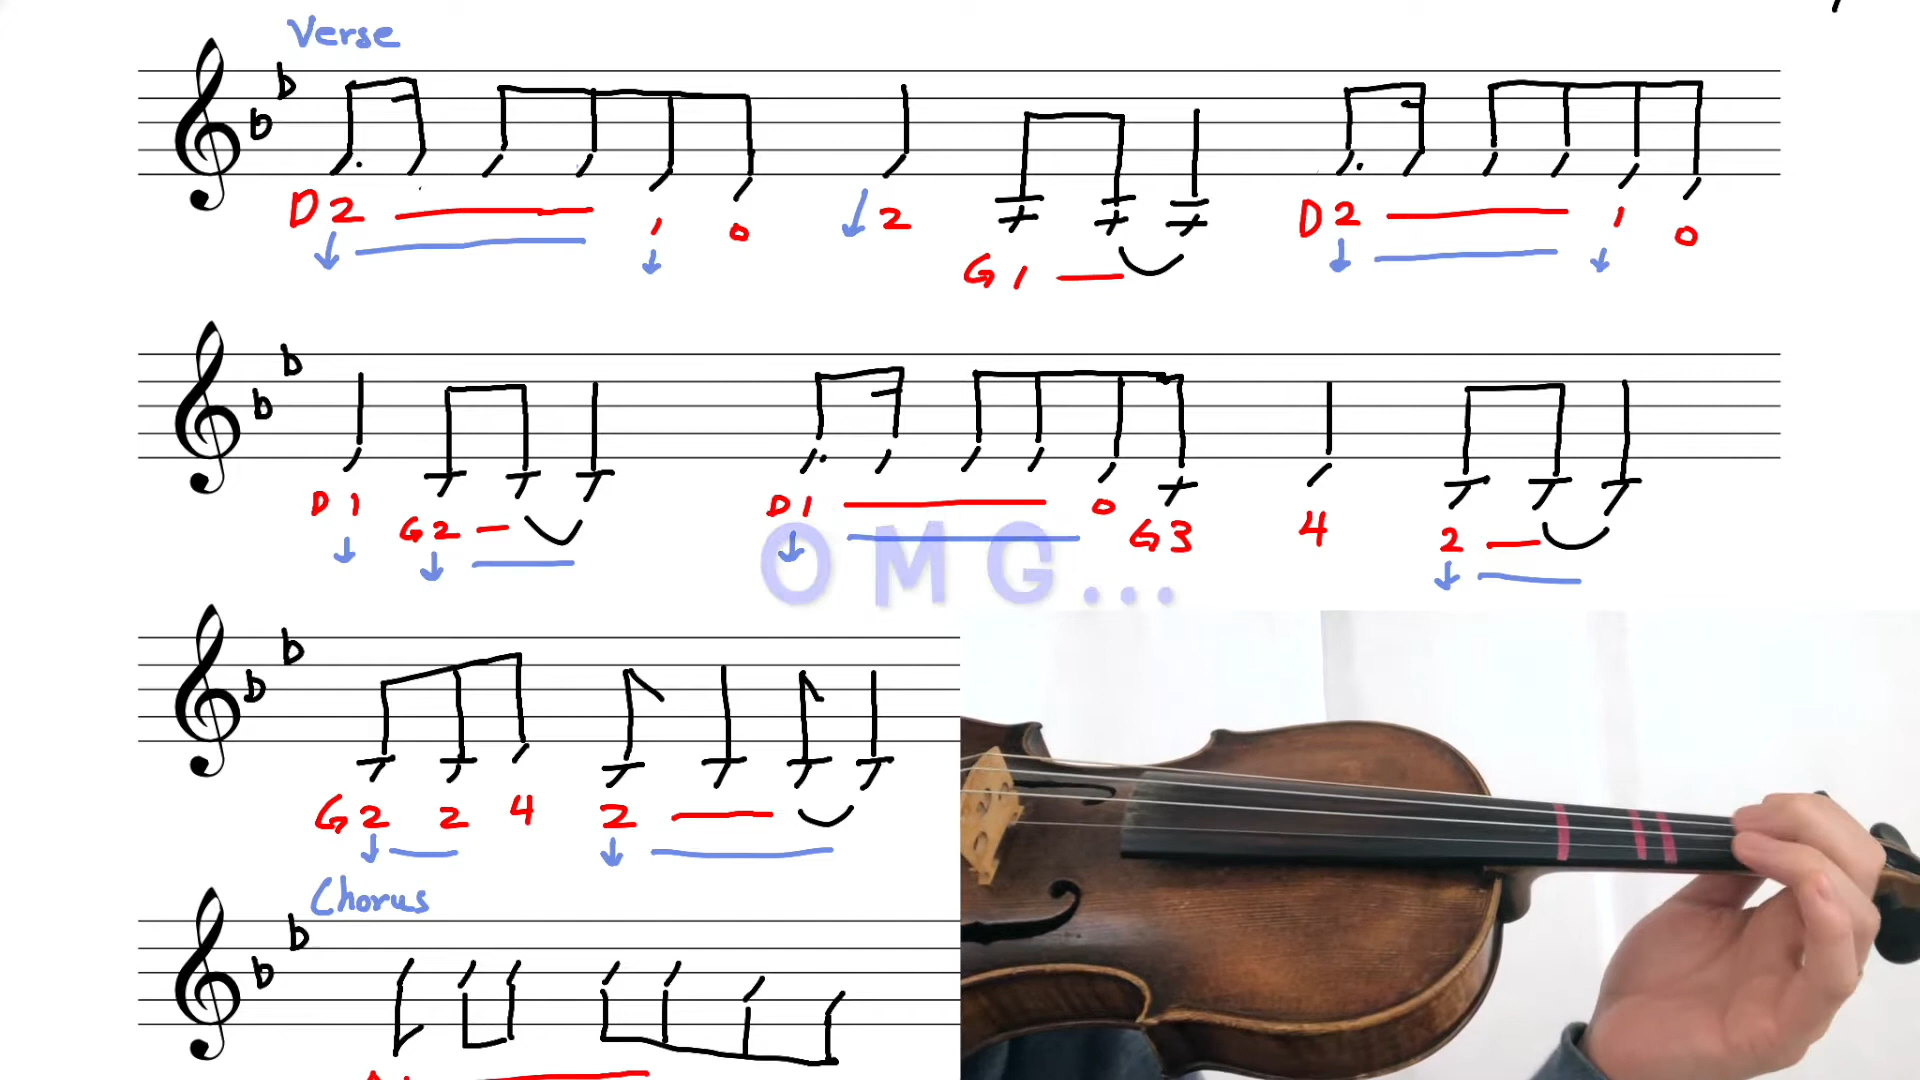 Verse
D2 1 0 ↓2 G1 D2 1 0
D1 G2 D1 0 G3 4 2
OMG...
G2 2 4 2
Chorus